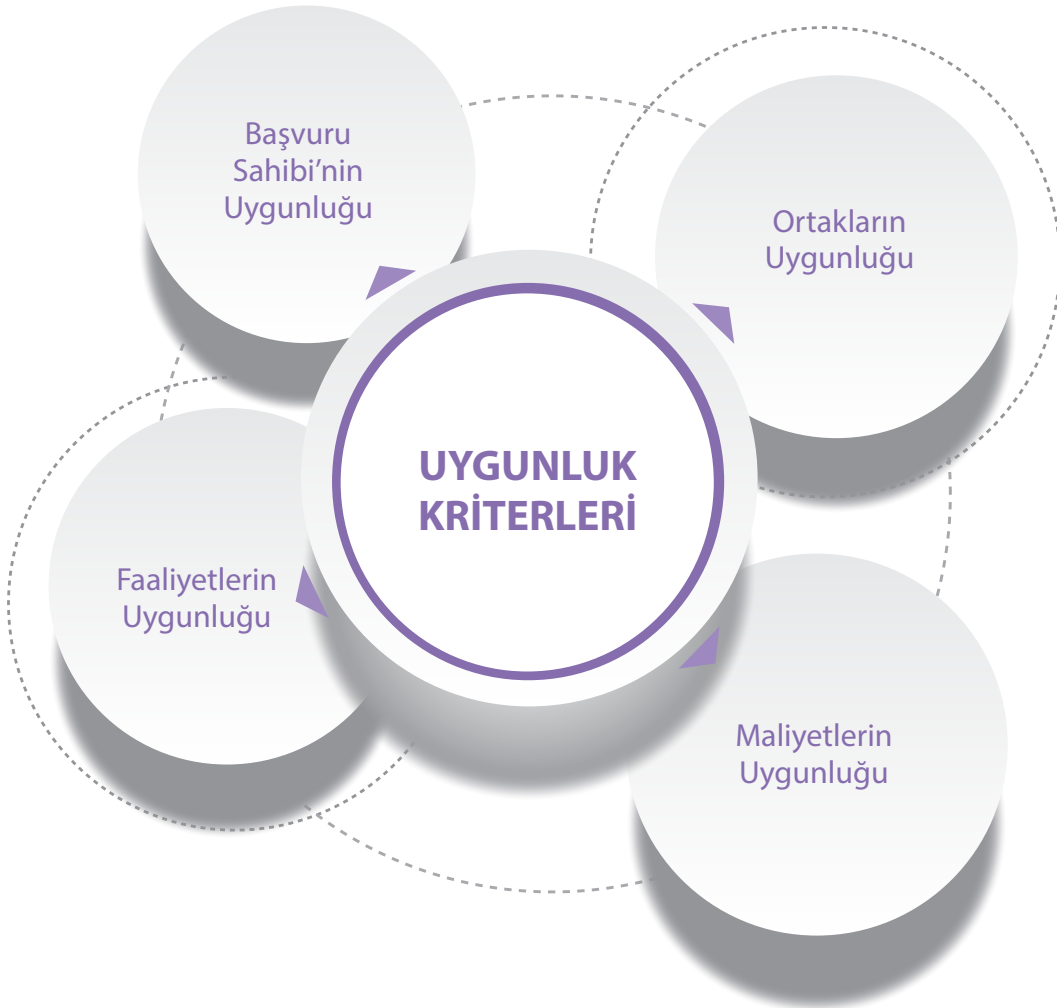 Başvuru
Sahibi’nin
Uygunluğu
Ortakların
Uygunluğu
UYGUNLUK
KRİTERLERİ
Faaliyetlerin
Uygunluğu
Maliyetlerin
Uygunluğu